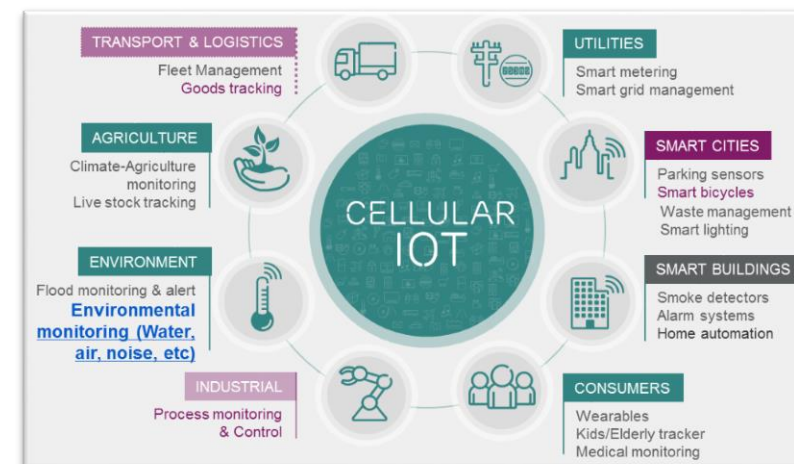 TRANSPORT & LOGISTICS
Fleet Management
Goods tracking
AGRICULTURE
Climate-Agriculture
monitoring
Live stock tracking
ENVIRONMENT
Flood monitoring & alert
Environmental
monitoring (Water,
air, noise, etc)
INDUSTRIAL
Process monitoring
& Control
CELLULAR
IOT
UTILITIES
Smart metering
Smart grid management
SMART CITIES
Parking sensors
Smart bicycles
Waste management
Smart lighting
SMART BUILDINGS
Smoke detectors
Alarm systems
Home automation
CONSUMERS
Wearables
Kids/Elderly tracker
Medical monitoring